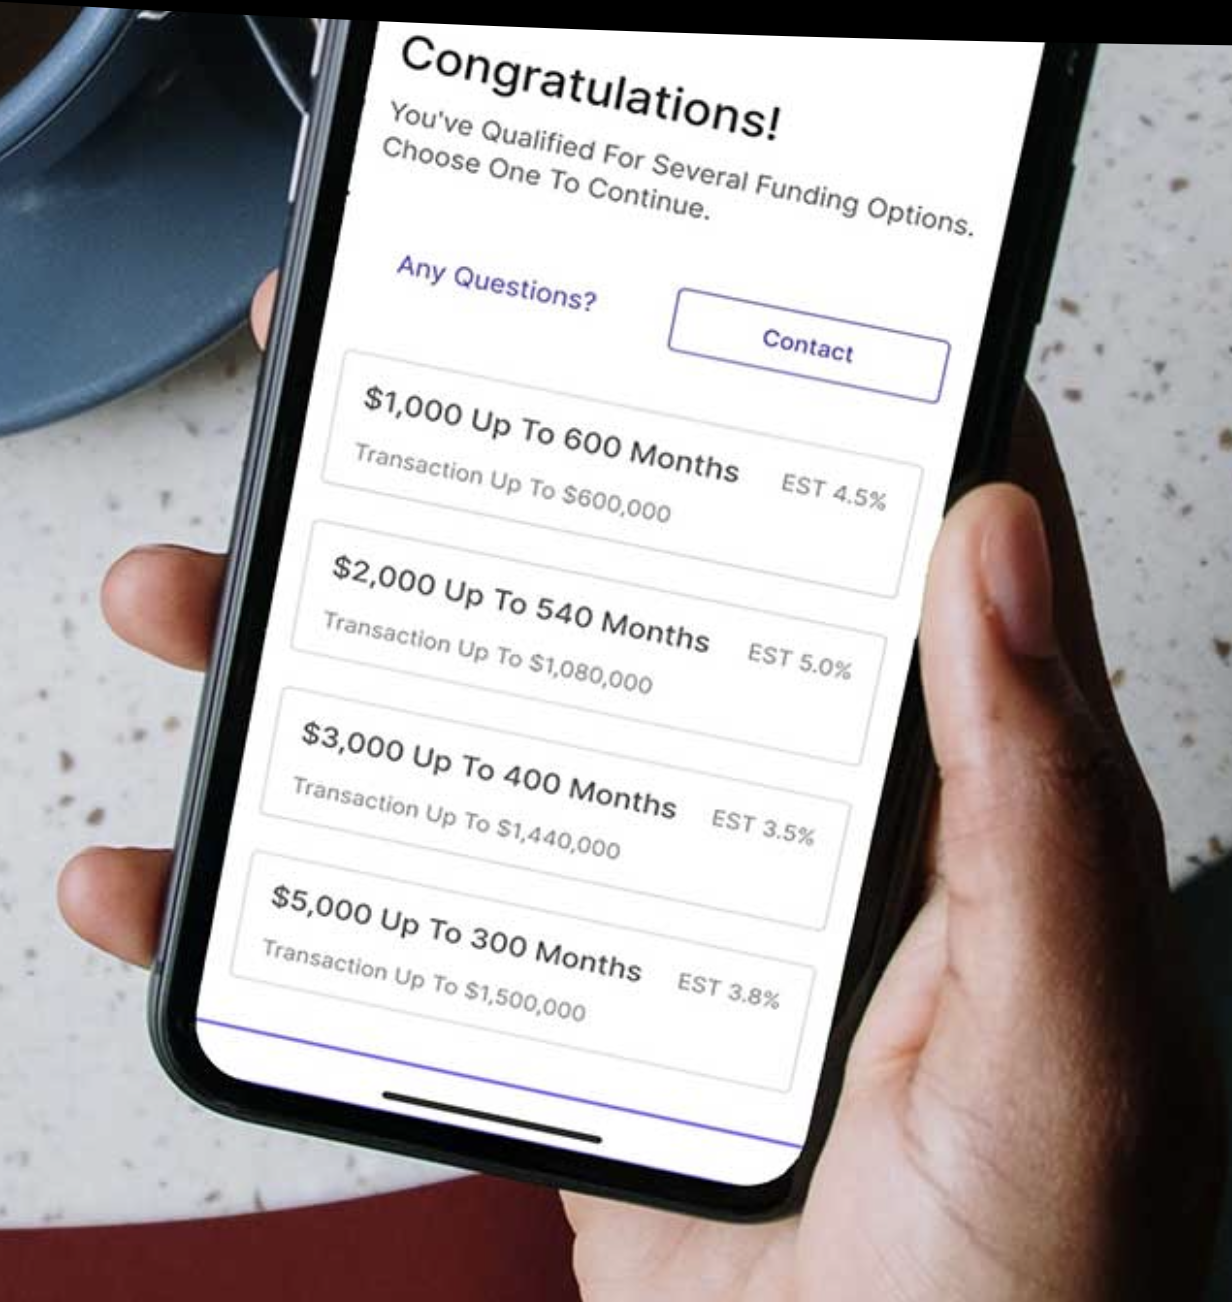 Congratulations!
You've Qualified For Several Funding Options.
Choose One To Continue.
Any Questions?
Contact
$1,000 Up To 600 Months
EST 4.5%
Transaction Up To $600,000
$2,000 Up To 540 Months
EST 5.0%
Transaction Up To $1,080,000
$3,000 Up To 400 Months
EST 3.5%
Transaction Up To $1,440,000
$5,000 Up To 300 Months
EST 3.8%
Transaction Up To $1,500,000